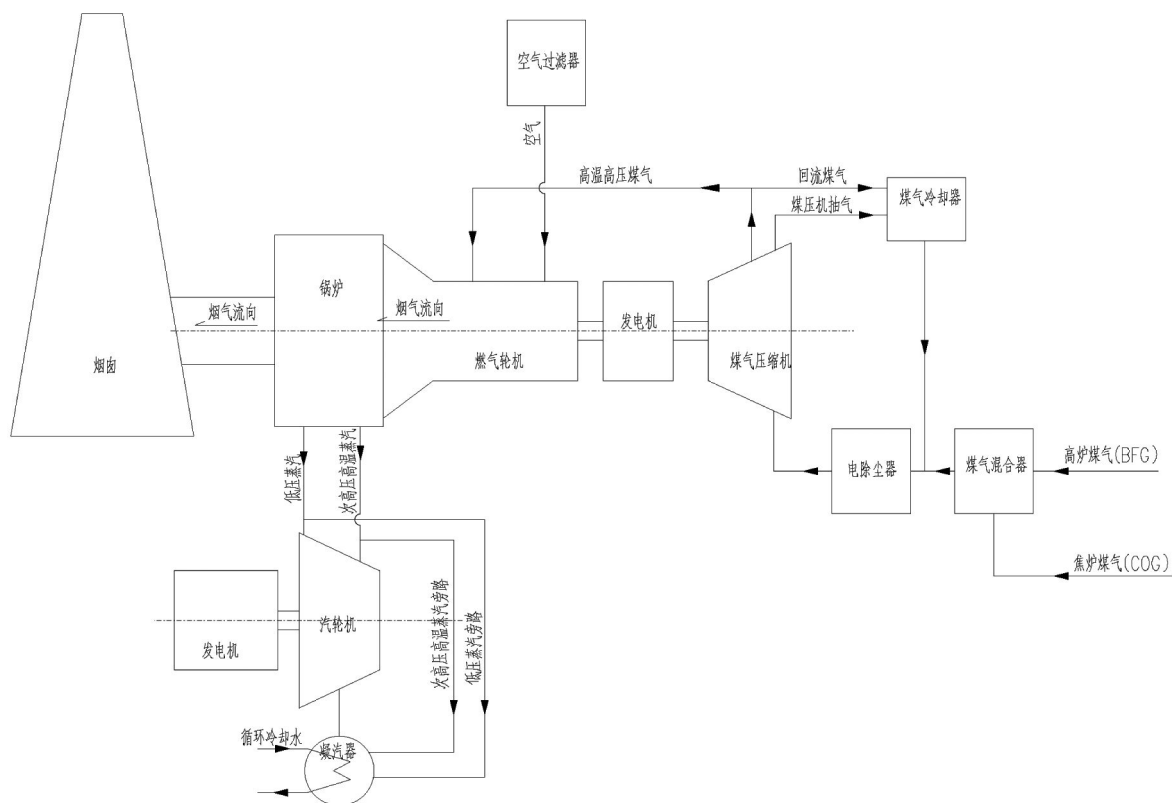 空气过滤器
空气
高温高压煤气
回流煤气
煤压机抽气
煤气冷却器
锅炉
烟气流向
烟气流向
发电机
烟囱
燃气轮机
煤气压缩机
低压蒸汽
次高压高温蒸汽
电除尘器
煤气混合器
高炉煤气(BFG)
焦炉煤气(COG)
发电机
汽轮机
次高压高温蒸汽旁路
低压蒸汽旁路
循环冷却水
凝汽器